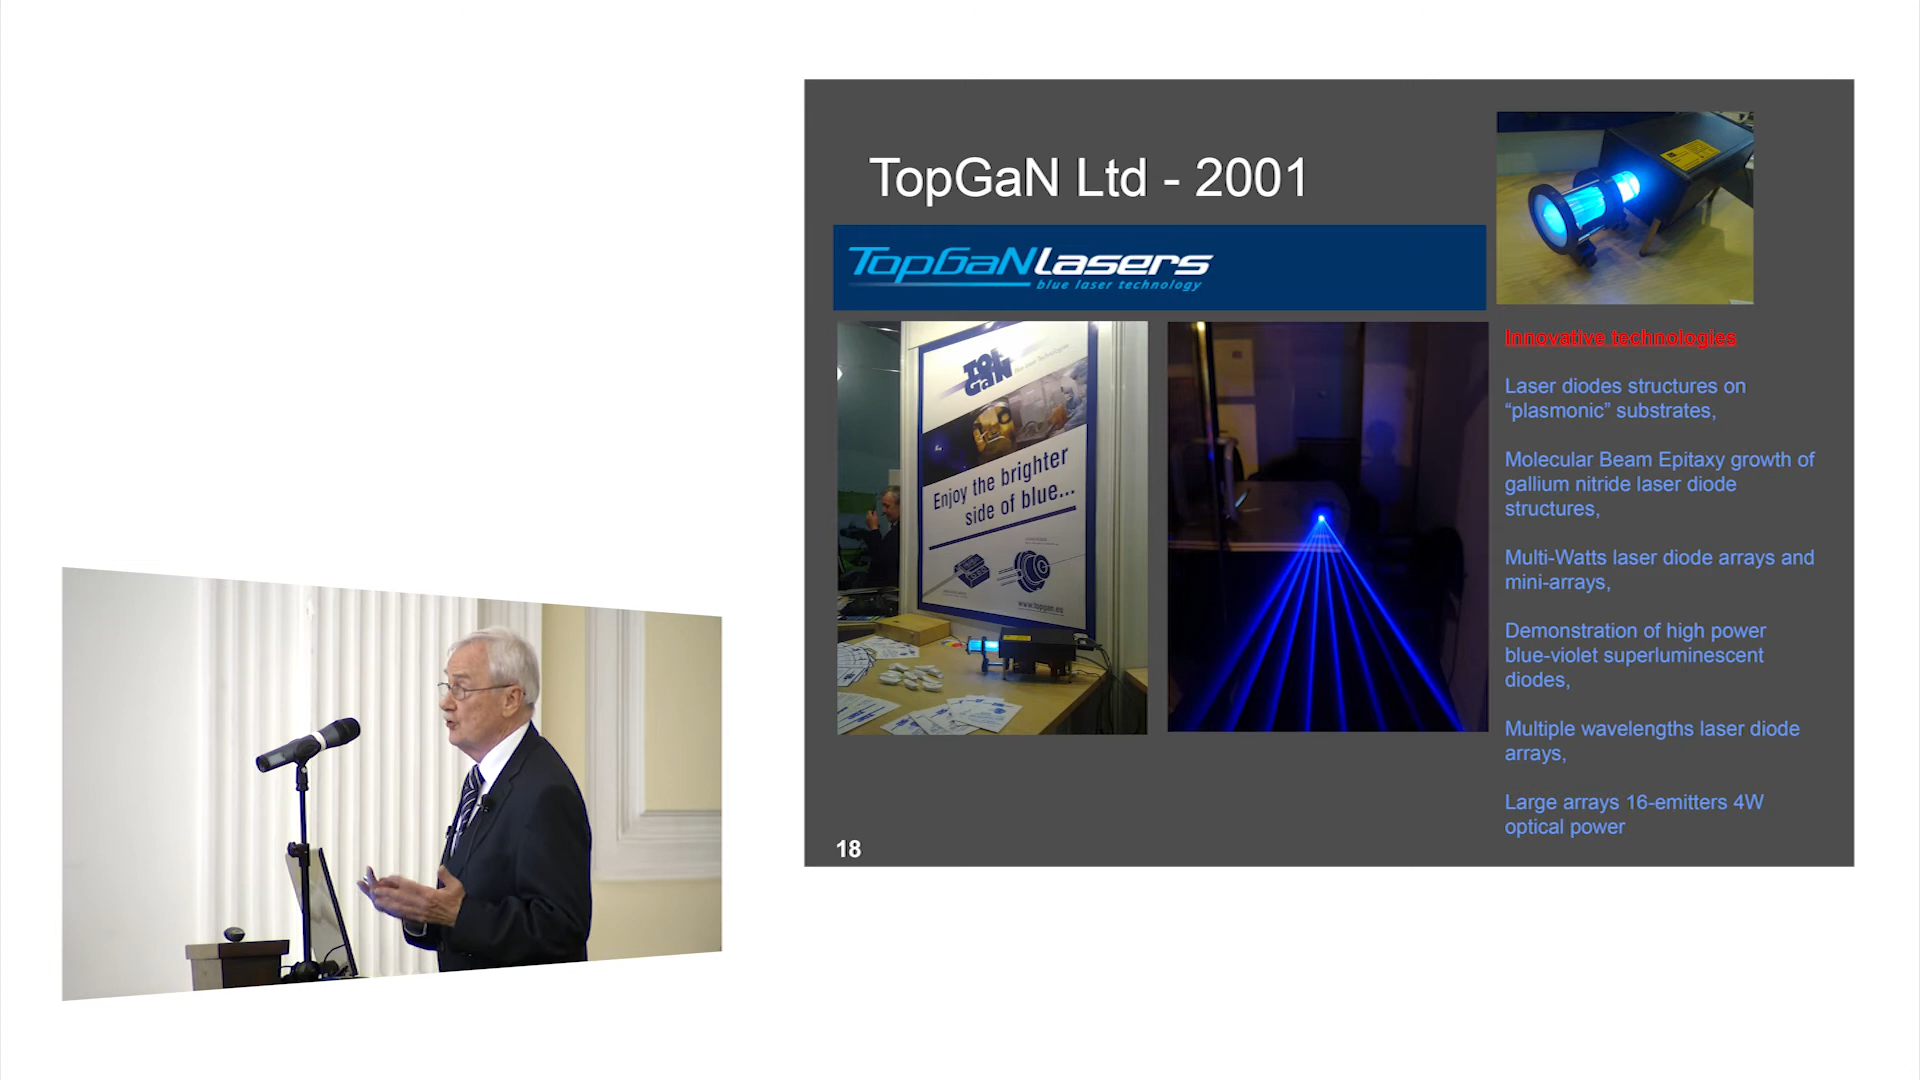 TopGaN Ltd - 2001
TopGaNlasers
blue laser technology
TOP
GaN
Enjoy the brighter
side of blue...
www.topgan.eu
Innovative technologies
Laser diodes structures on
“plasmonic” substrates,
Molecular Beam Epitaxy growth of
gallium nitride laser diode
structures,
Multi-Watts laser diode arrays and
mini-arrays,
Demonstration of high power
blue-violet superluminescent
diodes,
Multiple wavelengths laser diode
arrays,
Large arrays 16-emitters 4W
optical power
18